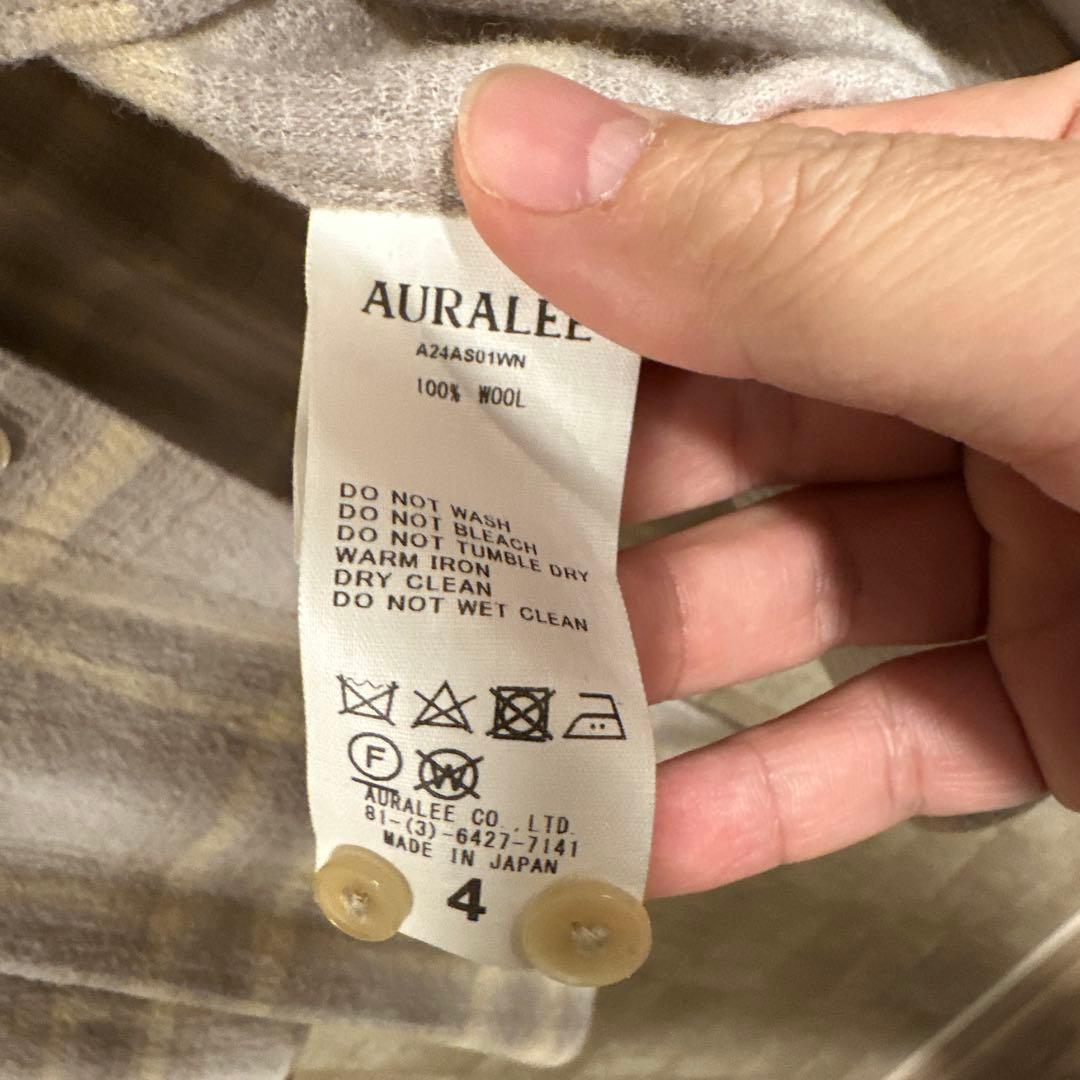 AURALEE
A24AS01WN
100% WOOL
DO NOT WASH
DO NOT BLEACH
DO NOT TUMBLE DRY
WARM IRON
DRY CLEAN
DO NOT WET CLEAN
F W
AURALEE CO.,LTD.
81-(3)-6427-7141
MADE IN JAPAN
4